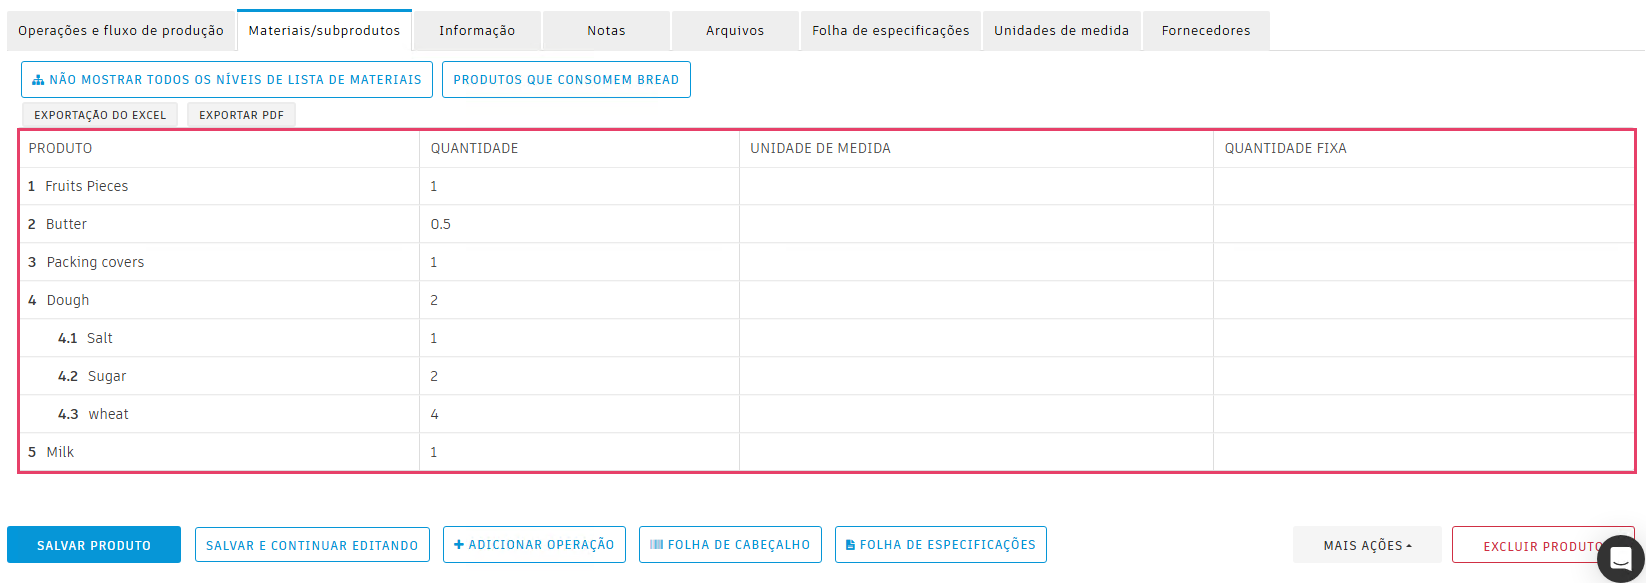 Operações e fluxo de produção Materiais/subprodutos Informação Notas Arquivos Folha de especificações Unidades de medida Fornecedores
NÃO MOSTRAR TODOS OS NÍVEIS DE LISTA DE MATERIAIS PRODUTOS QUE CONSOMEM BREAD
EXPORTAÇÃO DO EXCEL EXPORTAR PDF
PRODUTO QUANTIDADE UNIDADE DE MEDIDA QUANTIDADE FIXA
1 Fruits Pieces 1
2 Butter 0.5
3 Packing covers 1
4 Dough 2
4.1 Salt 1
4.2 Sugar 2
4.3 wheat 4
5 Milk 1
SALVAR PRODUTO SALVAR E CONTINUAR EDITANDO ADICIONAR OPERAÇÃO FOLHA DE CABEÇALHO FOLHA DE ESPECIFICAÇÕES MAIS AÇÕES EXCLUIR PRODUTO